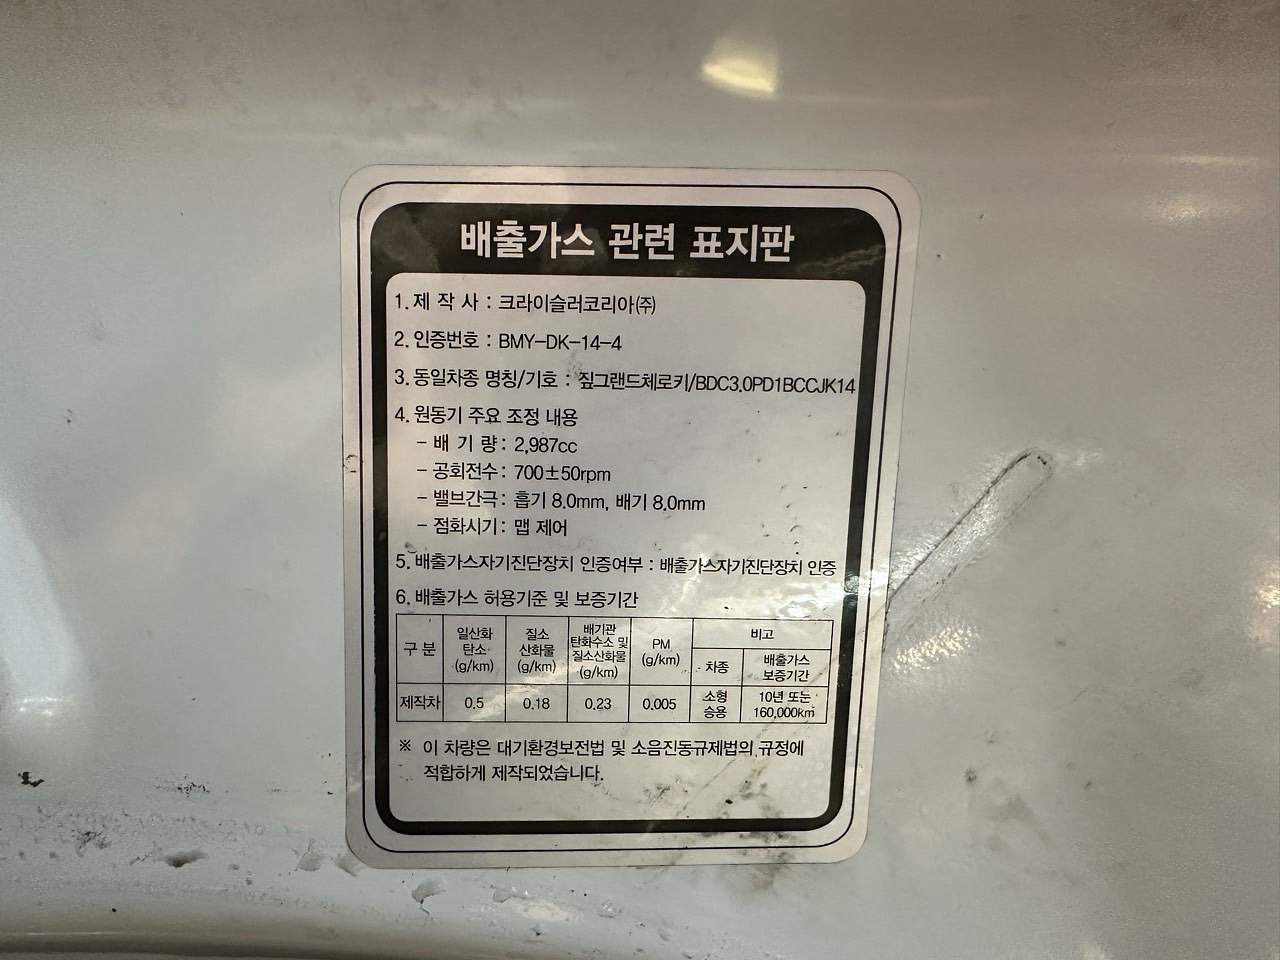 배출가스 관련 표지판
1. 제 작 사 : 크라이슬러코리아(주)
2. 인증번호 : BMY-DK-14-4
3. 동일차종 명칭/기호 : 짚그랜드체로키/BDC3.0PD1BCCJK14
4. 원동기 주요 조정 내용
- 배 기 량 : 2,987cc
- 공회전수 : 700±50rpm
- 밸브간극 : 흡기 8.0mm, 배기 8.0mm
- 점화시기 : 맵 제어
5. 배출가스자기진단장치 인증여부 : 배출가스자기진단장치 인증
6. 배출가스 허용기준 및 보증기간
구 분 일산화탄소 (g/km) 질소산화물 (g/km) 배기관탄화수소 및 질소산화물 (g/km) PM (g/km) 비고
차종 배출가스 보증기간
제작차 0.5 0.18 0.23 0.005 소형승용 10년 또는 160,000km
※ 이 차량은 대기환경보전법 및 소음진동규제법의 규정에
적합하게 제작되었습니다.